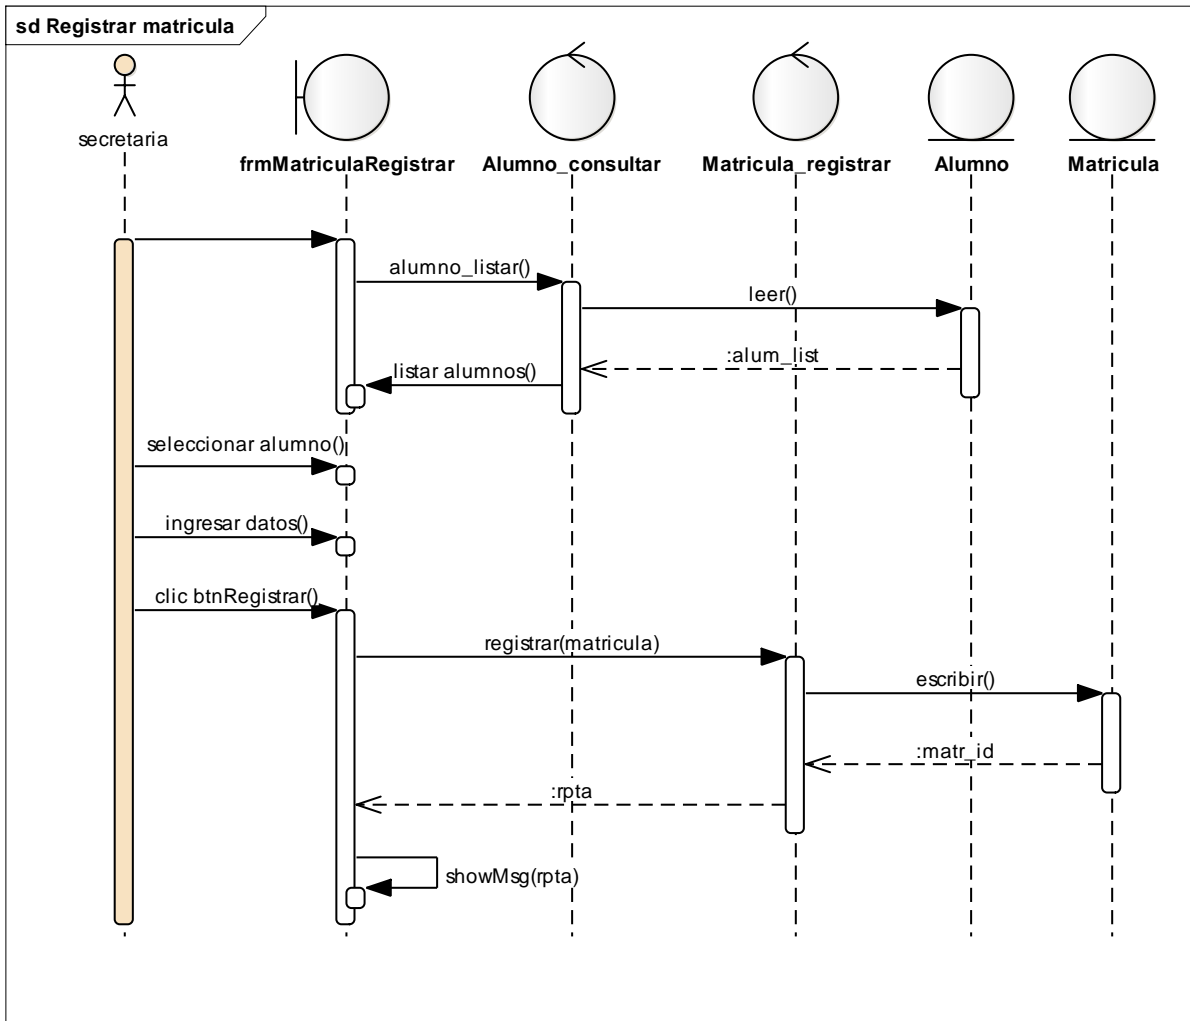 sd Registrar matricula
secretaria
frmMatriculaRegistrar
Alumno_consultar
Matricula_registrar
Alumno
Matricula
alumno_listar()
leer()
:alum_list
listar alumnos()
seleccionar alumno()
ingresar datos()
clic btnRegistrar()
registrar(matricula)
escribir()
:matr_id
:rpta
showMsg(rpta)